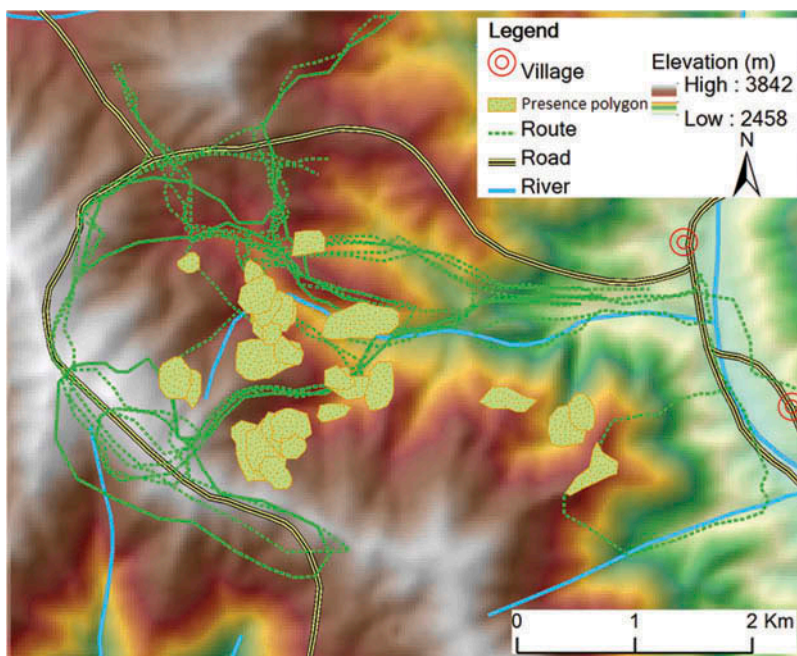 Legend
Village
Presence polygon
Route
Road
River
Elevation (m)
High : 3842
Low : 2458
N
0 1 2 Km